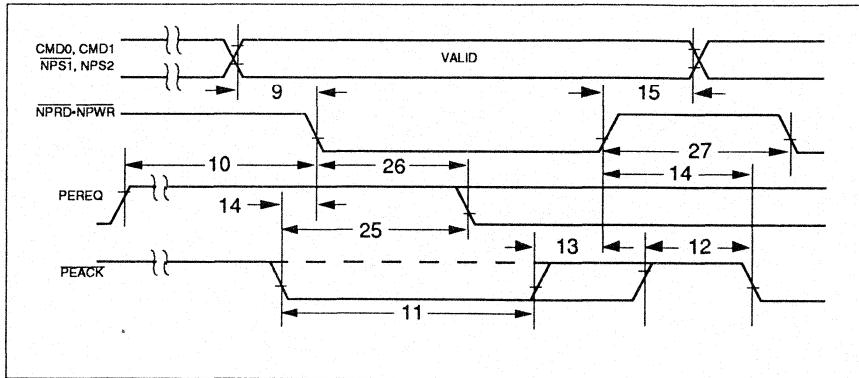 CMD0, CMD1
NPS1, NPS2
VALID
9
15
NPRD•NPWR
10
26
27
14
PEREQ
14
25
13
12
PEACK
11